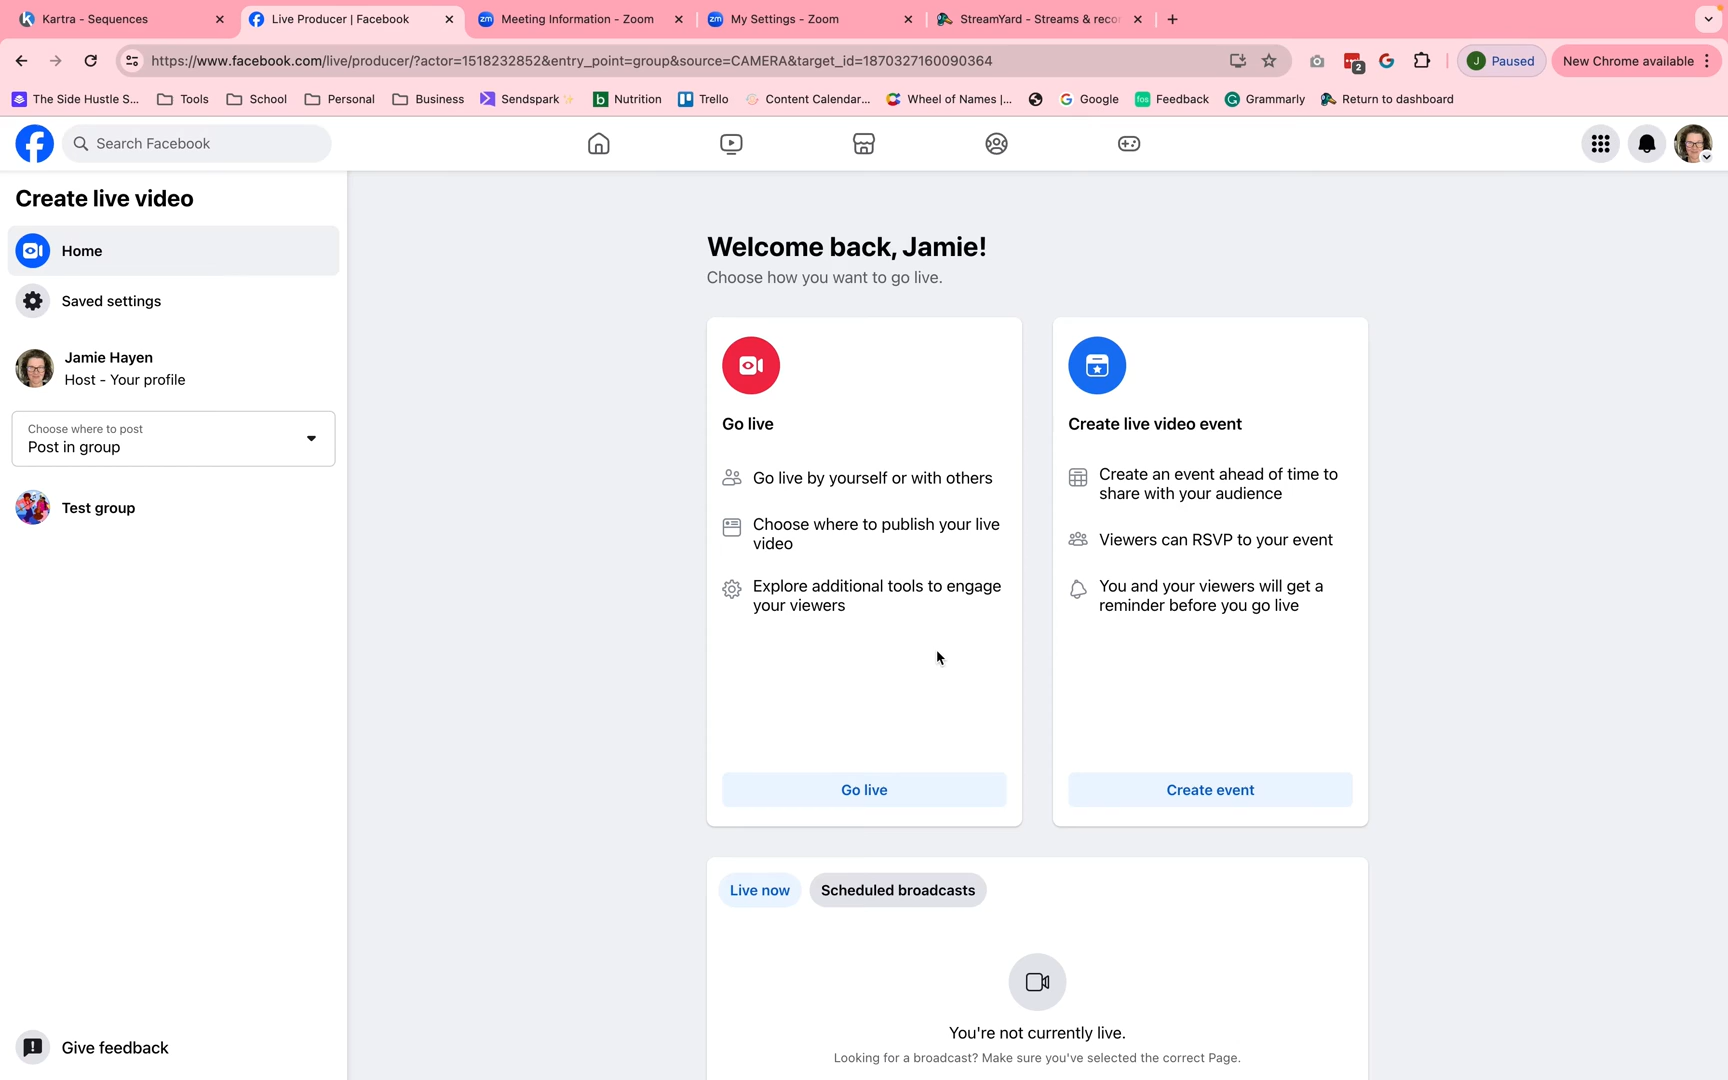 Kartra - Sequences
Live Producer | Facebook
Meeting Information - Zoom
My Settings - Zoom
StreamYard - Streams & reco
https://www.facebook.com/live/producer/?actor=1518232852&entry_point=group&source=CAMERA&target_id=1870327160090364
2
J Paused
New Chrome available
The Side Hustle S...
Tools
School
Personal
Business
Sendspark
Nutrition
Trello
Content Calendar...
Wheel of Names |...
Google
Feedback
Grammarly
Return to dashboard
Search Facebook
Create live video
Home
Saved settings
Jamie Hayen
Host - Your profile
Choose where to post
Post in group
Test group
Give feedback
Welcome back, Jamie!
Choose how you want to go live.
Go live
Go live by yourself or with others
Choose where to publish your live
video
Explore additional tools to engage
your viewers
Go live
Create live video event
Create an event ahead of time to
share with your audience
Viewers can RSVP to your event
You and your viewers will get a
reminder before you go live
Create event
Live now
Scheduled broadcasts
You're not currently live.
Looking for a broadcast? Make sure you've selected the correct Page.